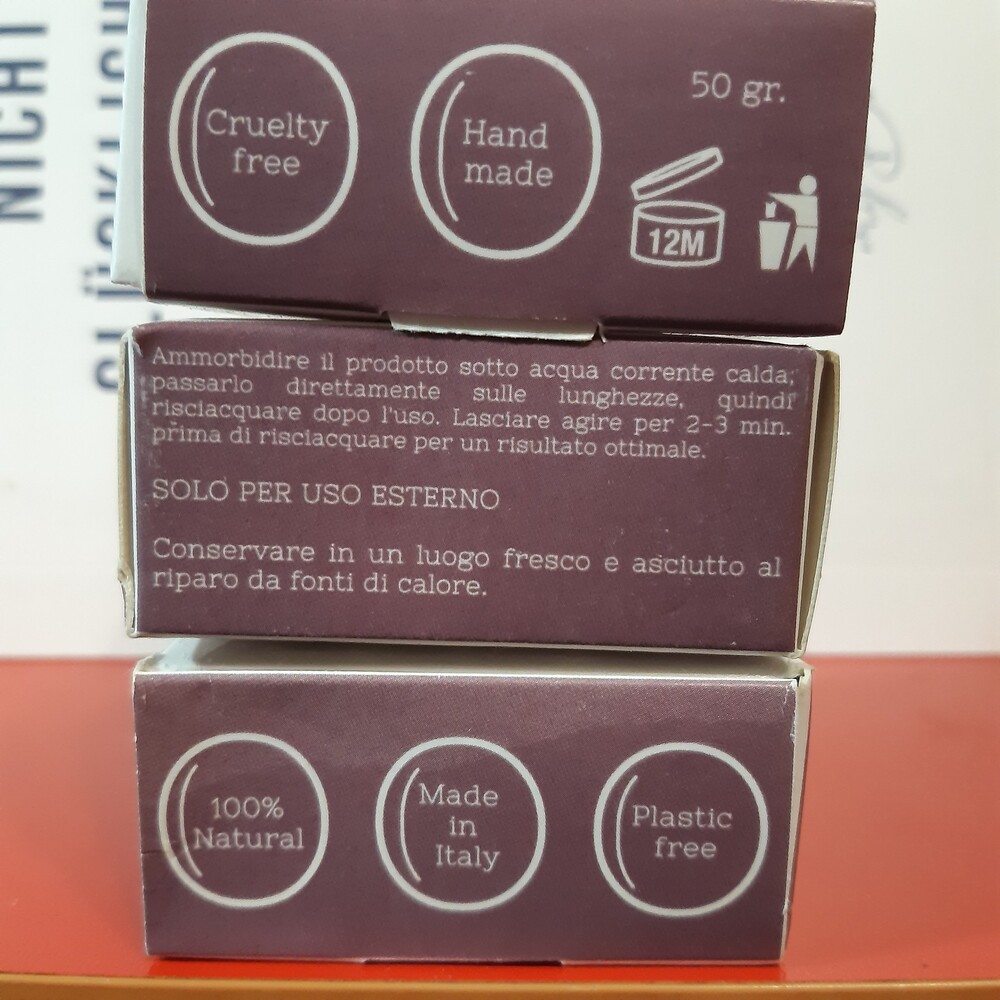 NICHT
Cruelty
free
Hand
made
50 gr.
12M
Ammorbidire il prodotto sotto acqua corrente calda;
passarlo direttamente sulle lunghezze, quindi
risciacquare dopo l'uso. Lasciare agire per 2-3 min.
prima di risciacquare per un risultato ottimale.
SOLO PER USO ESTERNO
Conservare in un luogo fresco e asciutto al
riparo da fonti di calore.
100%
Natural
Made
in
Italy
Plastic
free